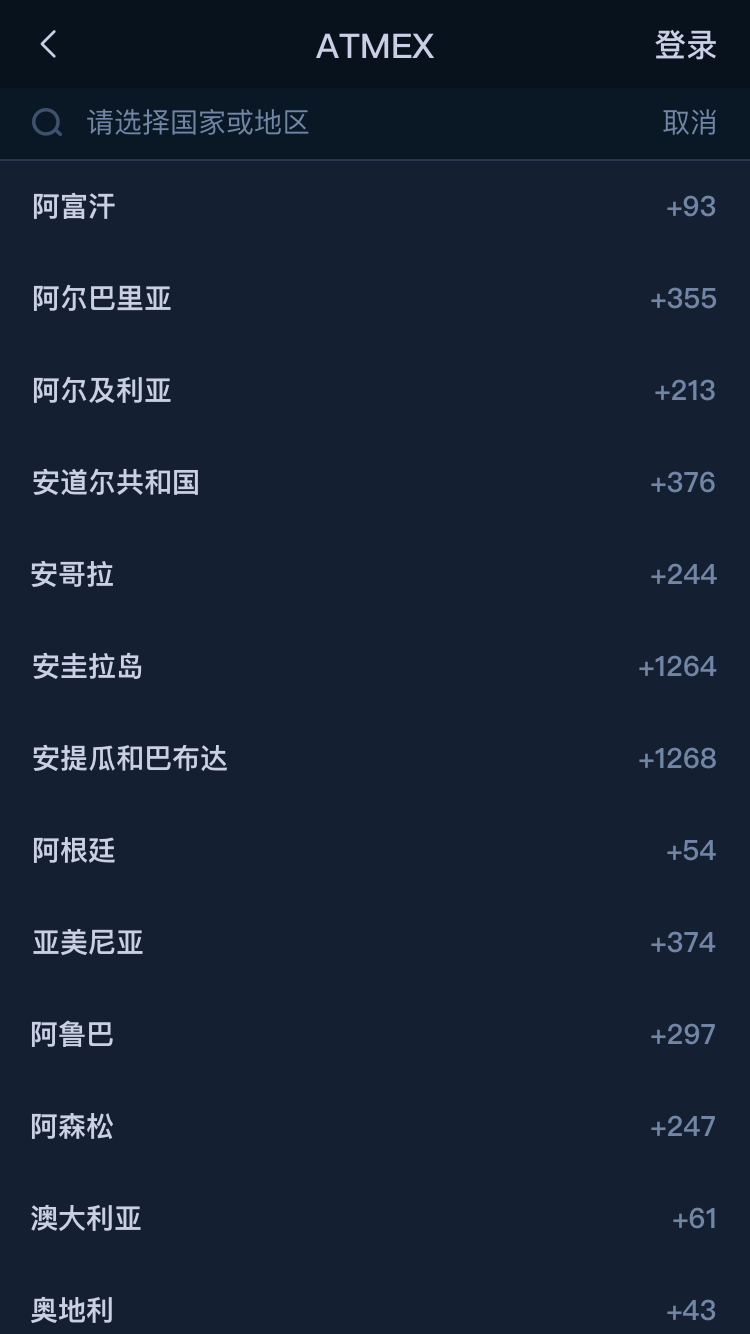 ATMEX 登录
请选择国家或地区 取消
阿富汗 +93
阿尔巴里亚 +355
阿尔及利亚 +213
安道尔共和国 +376
安哥拉 +244
安圭拉岛 +1264
安提瓜和巴布达 +1268
阿根廷 +54
亚美尼亚 +374
阿鲁巴 +297
阿森松 +247
澳大利亚 +61
奥地利 +43